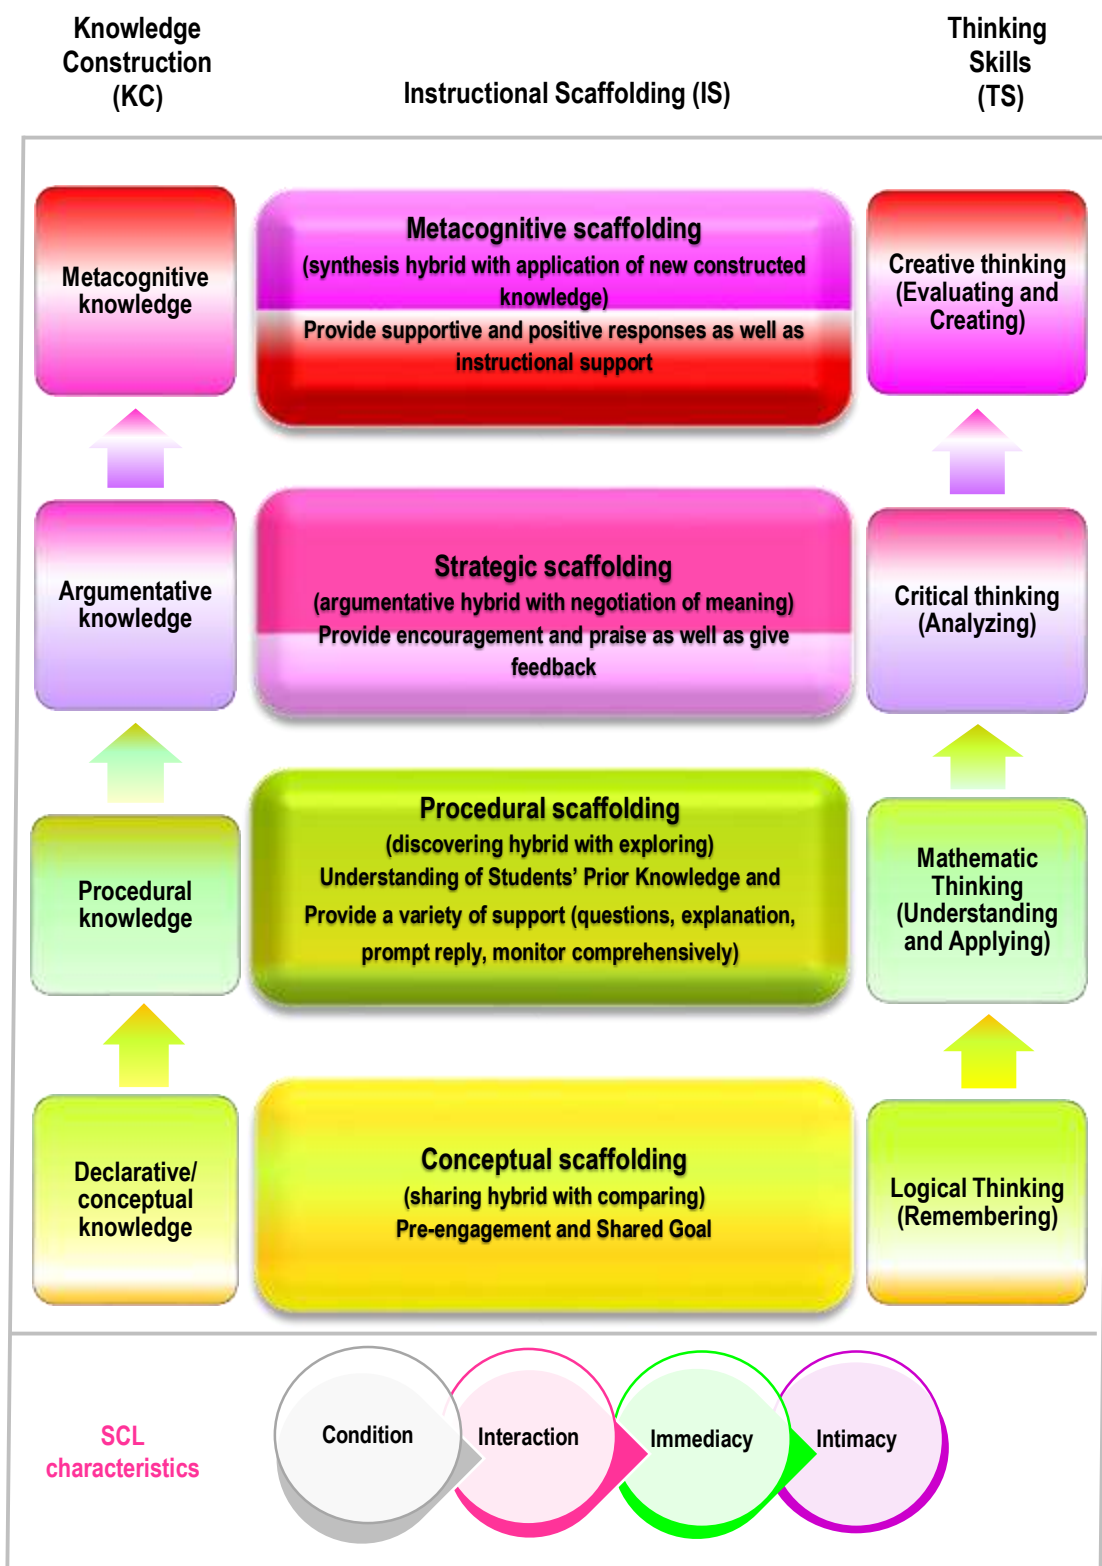 Knowledge
Construction
(KC)
Instructional Scaffolding (IS)
Thinking
Skills
(TS)
Metacognitive
knowledge
Metacognitive scaffolding
(synthesis hybrid with application of new constructed
knowledge)
Provide supportive and positive responses as well as
instructional support
Creative thinking
(Evaluating and
Creating)
Argumentative
knowledge
Strategic scaffolding
(argumentative hybrid with negotiation of meaning)
Provide encouragement and praise as well as give
feedback
Critical thinking
(Analyzing)
Procedural
knowledge
Procedural scaffolding
(discovering hybrid with exploring)
Understanding of Students’ Prior Knowledge and
Provide a variety of support (questions, explanation,
prompt reply, monitor comprehensively)
Mathematic
Thinking
(Understanding
and Applying)
Declarative/
conceptual
knowledge
Conceptual scaffolding
(sharing hybrid with comparing)
Pre-engagement and Shared Goal
Logical Thinking
(Remembering)
SCL
characteristics
Condition
Interaction
Immediacy
Intimacy